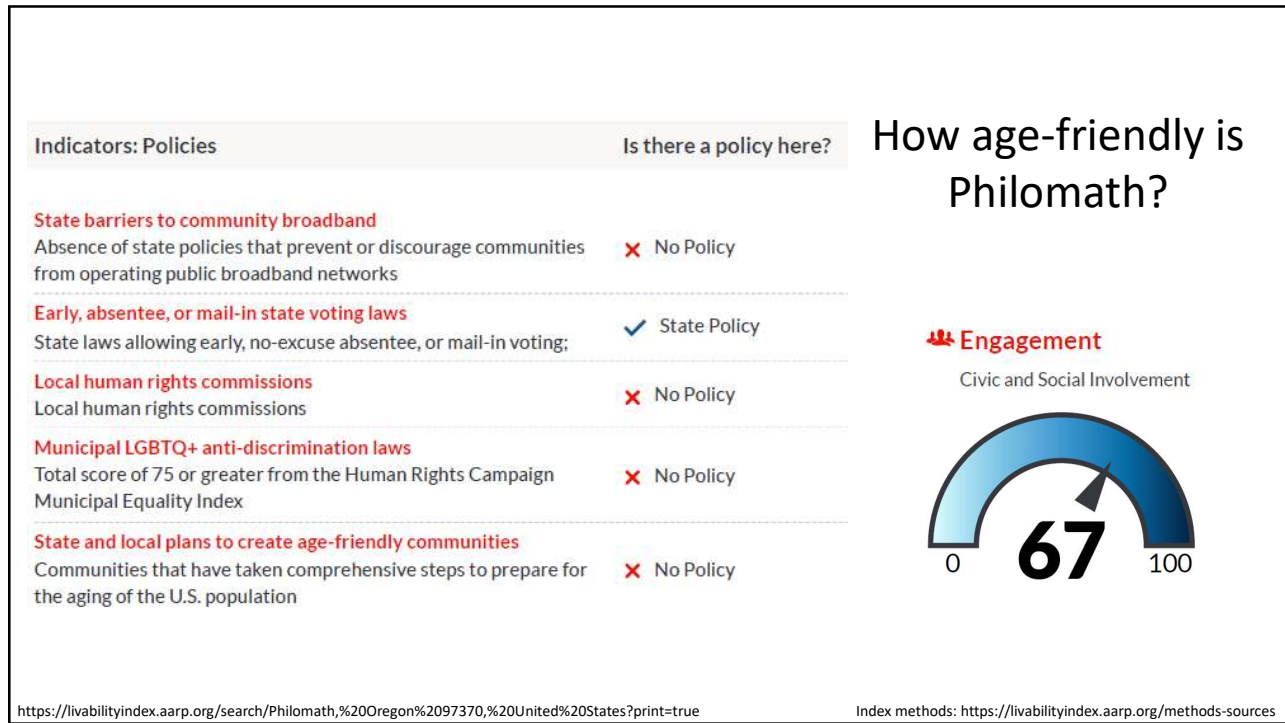 How age-friendly is
Philomath?
Indicators: Policies
Is there a policy here?
State barriers to community broadband
Absence of state policies that prevent or discourage communities
from operating public broadband networks
No Policy
Early, absentee, or mail-in state voting laws
State laws allowing early, no-excuse absentee, or mail-in voting;
State Policy
Local human rights commissions
Local human rights commissions
No Policy
Municipal LGBTQ+ anti-discrimination laws
Total score of 75 or greater from the Human Rights Campaign
Municipal Equality Index
No Policy
State and local plans to create age-friendly communities
Communities that have taken comprehensive steps to prepare for
the aging of the U.S. population
No Policy
Engagement
Civic and Social Involvement
0
67
100
https://livabilityindex.aarp.org/search/Philomath,%20Oregon%2097370,%20United%20States?print=true
Index methods: https://livabilityindex.aarp.org/methods-sources